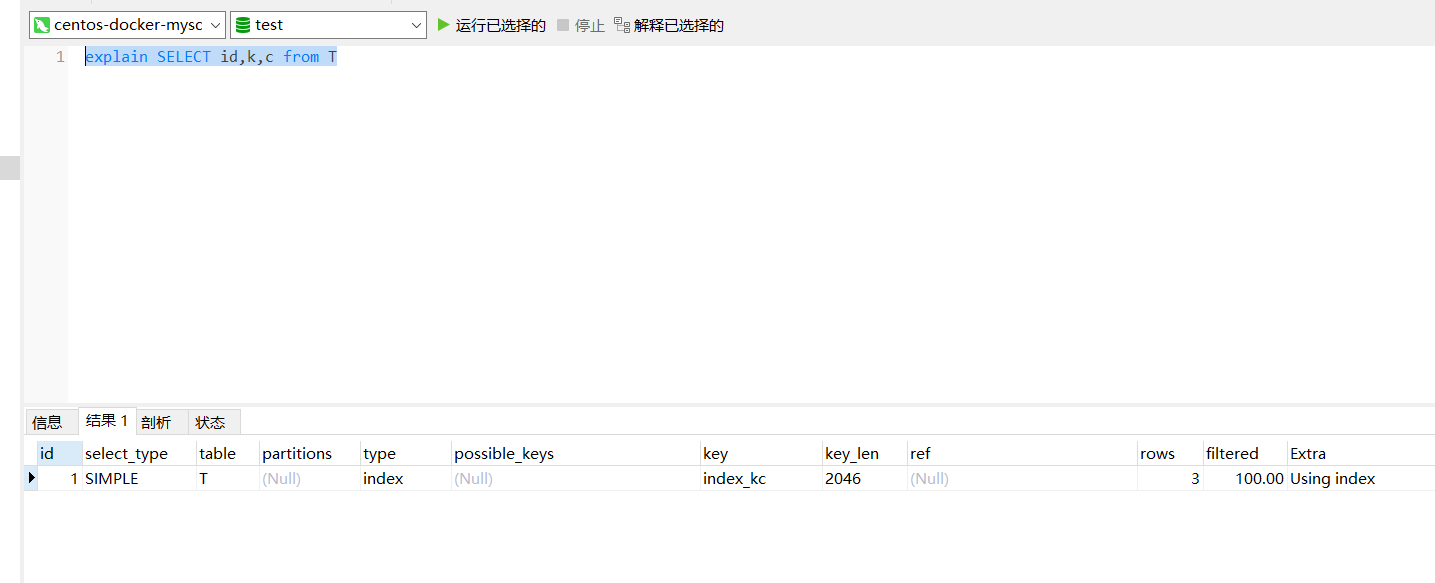 centos-docker-mysc test 运行已选择的 停止 解释已选择的
1 explain SELECT id,k,c from T
信息 结果 1 剖析 状态
id select_type table partitions type possible_keys key key_len ref rows filtered Extra
1 SIMPLE T (Null) index (Null) index_kc 2046 (Null) 3 100.00 Using index